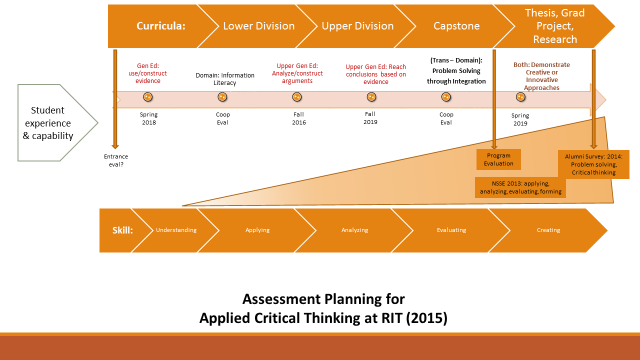 Curricula:
Lower Division
Upper Division
Capstone
Thesis, Grad
Project,
Research
Gen Ed:
use/construct
evidence
Domain: Information
Literacy
Upper Gen Ed:
Analyze/construct
arguments
Upper Gen Ed: Reach
conclusions based on
evidence
(Trans – Domain):
Problem Solving
through Integration
Both: Demonstrate
Creative or
Innovative
Approaches
Student
experience
& capability
Spring
2018
Coop
Eval
Fall
2016
Fall
2019
Coop
Eval
Spring
2019
Entrance
eval?
Program
Evaluation
Alumni Survey: 2014:
Problem solving,
Critical thinking
NSSE 2013: applying,
analyzing, evaluating, forming
Skill:
Understanding
Applying
Analyzing
Evaluating
Creating
Assessment Planning for
Applied Critical Thinking at RIT (2015)